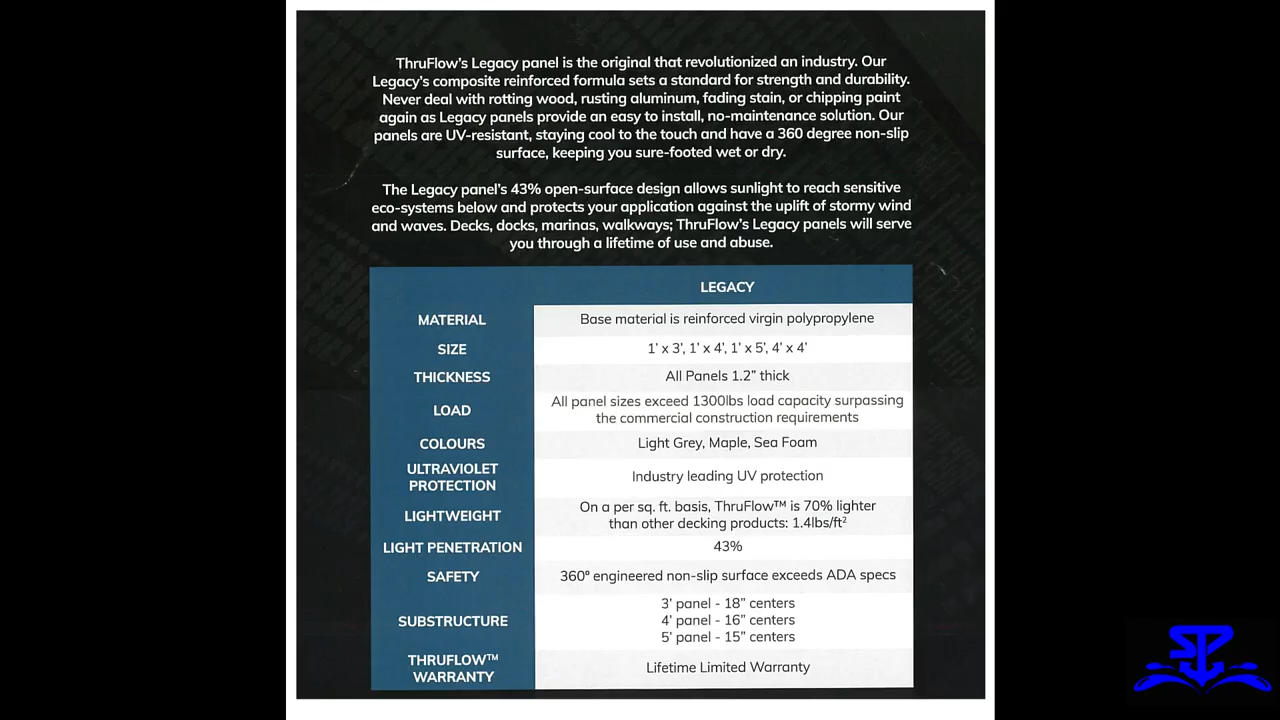 ThruFlow's Legacy panel is the original that revolutionized an industry. Our
Legacy's composite reinforced formula sets a standard for strength and durability.
Never deal with rotting wood, rusting aluminum, fading stain, or chipping paint
again as Legacy panels provide an easy to install, no-maintenance solution. Our
panels are UV-resistant, staying cool to the touch and have a 360 degree non-slip
surface, keeping you sure-footed wet or dry.
The Legacy panel's 43% open-surface design allows sunlight to reach sensitive
eco-systems below and protects your application against the uplift of stormy wind
and waves. Decks, docks, marinas, walkways; ThruFlow's Legacy panels will serve
you through a lifetime of use and abuse.
LEGACY
MATERIAL Base material is reinforced virgin polypropylene
SIZE 1' x 3', 1' x 4', 1' x 5', 4' x 4'
THICKNESS All Panels 1.2" thick
LOAD All panel sizes exceed 1300lbs load capacity surpassing
the commercial construction requirements
COLOURS Light Grey, Maple, Sea Foam
ULTRAVIOLET
PROTECTION Industry leading UV protection
LIGHTWEIGHT On a per sq. ft. basis, ThruFlow™ is 70% lighter
than other decking products: 1.4lbs/ft²
LIGHT PENETRATION 43%
SAFETY 360º engineered non-slip surface exceeds ADA specs
SUBSTRUCTURE 3' panel - 18" centers
4' panel - 16" centers
5' panel - 15" centers
THRUFLOW™
WARRANTY Lifetime Limited Warranty